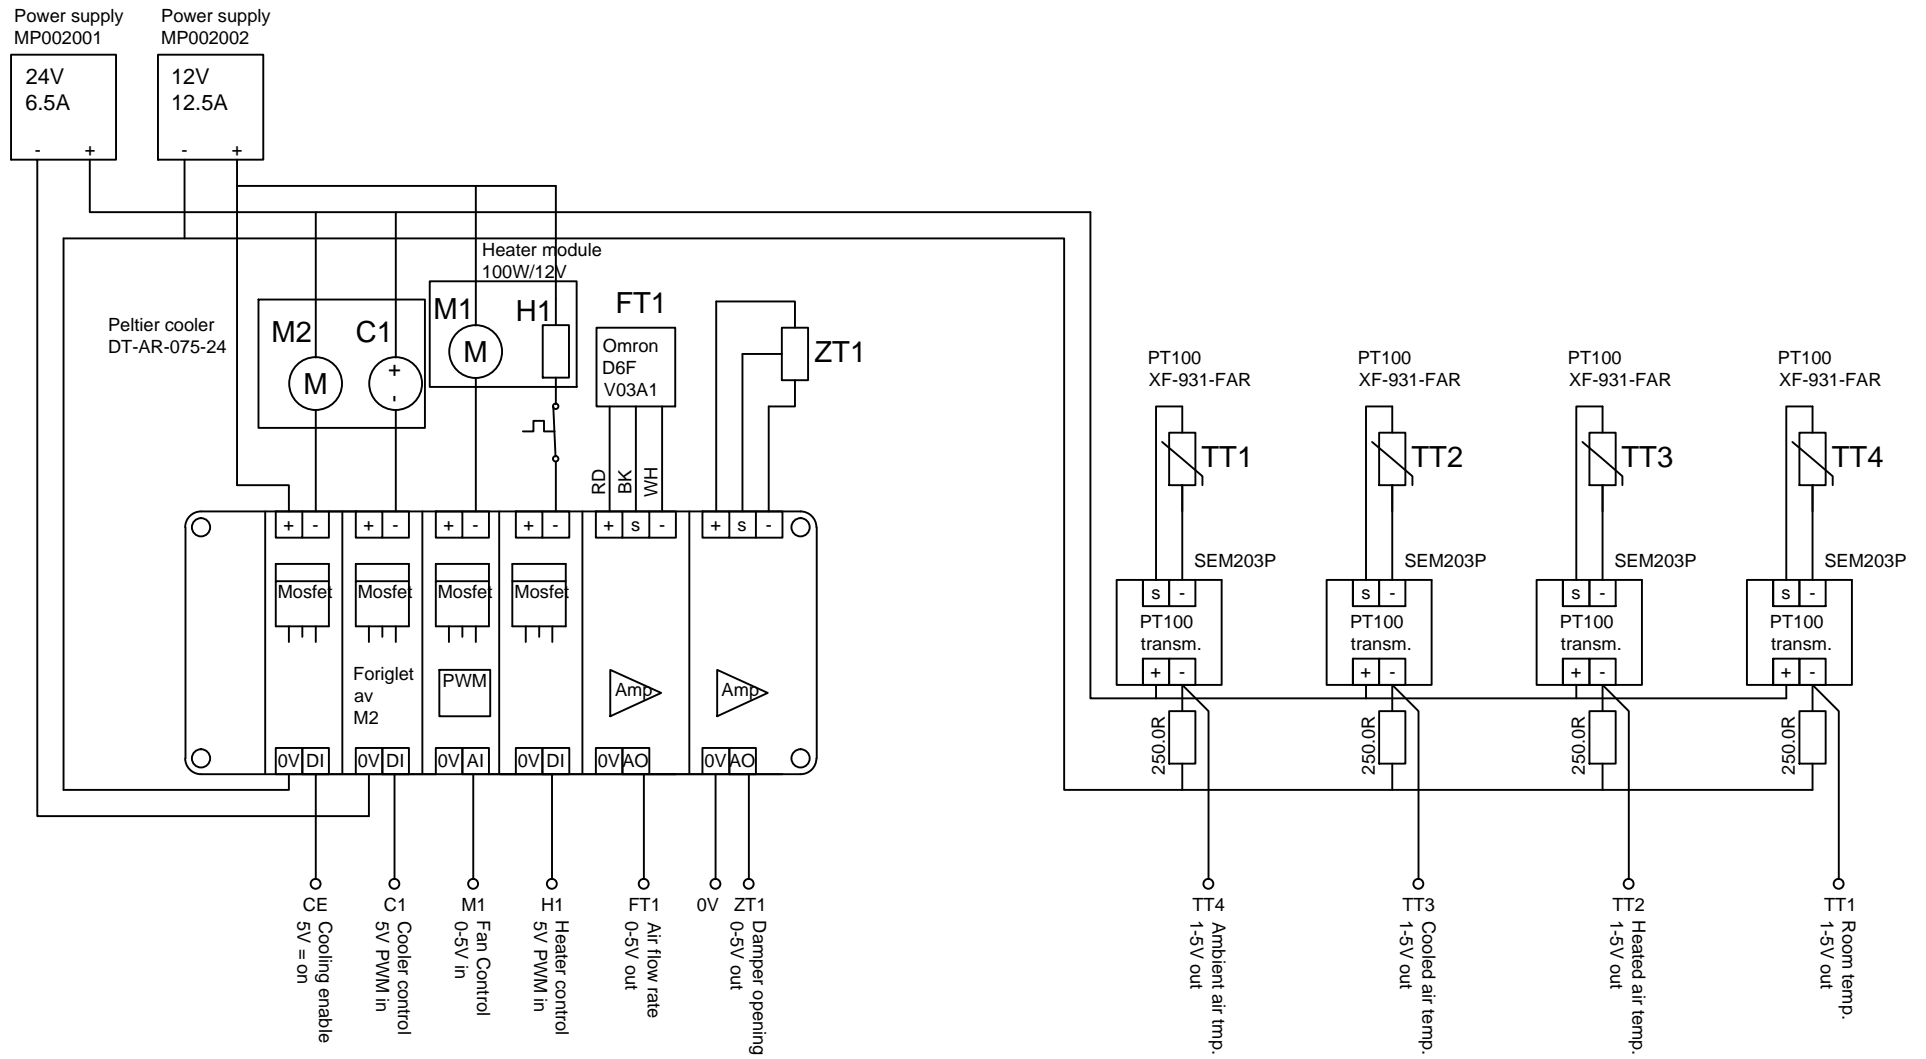 Power supply
MP002001
24V
6.5A
- +
Power supply
MP002002
12V
12.5A
- +
Peltier cooler
DT-AR-075-24
M2
M
C1
+
-
Heater module
100W/12V
M1
M
H1
FT1
Omron
D6F
V03A1
RD
BK
WH
ZT1
+ -
+ -
+ -
+ -
+ s -
+ s -
Mosfet
Mosfet
Mosfet
Mosfet
Foriglet
av
M2
PWM
Amp
Amp
0V DI
0V DI
0V AI
0V DI
0V AO
0V AO
CE
Cooling enable
5V = on
C1
Cooler control
5V PWM in
M1
Fan Control
0-5V in
H1
Heater control
5V PWM in
FT1
Air flow rate
0-5V out
0V
ZT1
Damper opening
0-5V out
PT100
XF-931-FAR
TT1
SEM203P
s -
PT100
transm.
+ -
250.0R
TT4
Ambient air tmp.
1-5V out
PT100
XF-931-FAR
TT2
SEM203P
s -
PT100
transm.
+ -
250.0R
TT3
Cooled air temp.
1-5V out
PT100
XF-931-FAR
TT3
SEM203P
s -
PT100
transm.
+ -
250.0R
TT2
Heated air temp.
1-5V out
PT100
XF-931-FAR
TT4
SEM203P
s -
PT100
transm.
+ -
250.0R
TT1
Room temp.
1-5V out